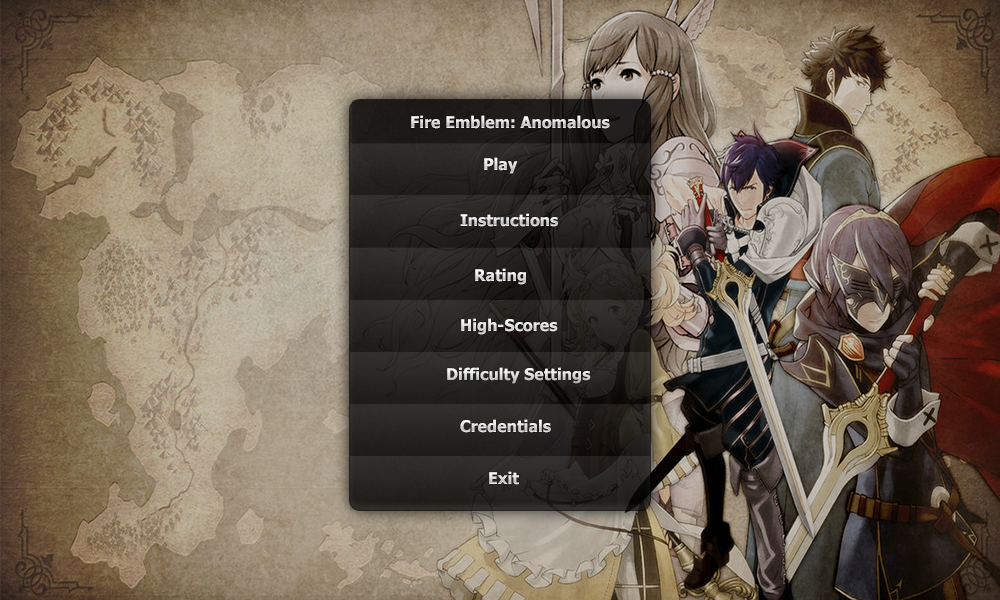 Fire Emblem: Anomalous
Play
Instructions
Rating
High-Scores
Difficulty Settings
Credentials
Exit